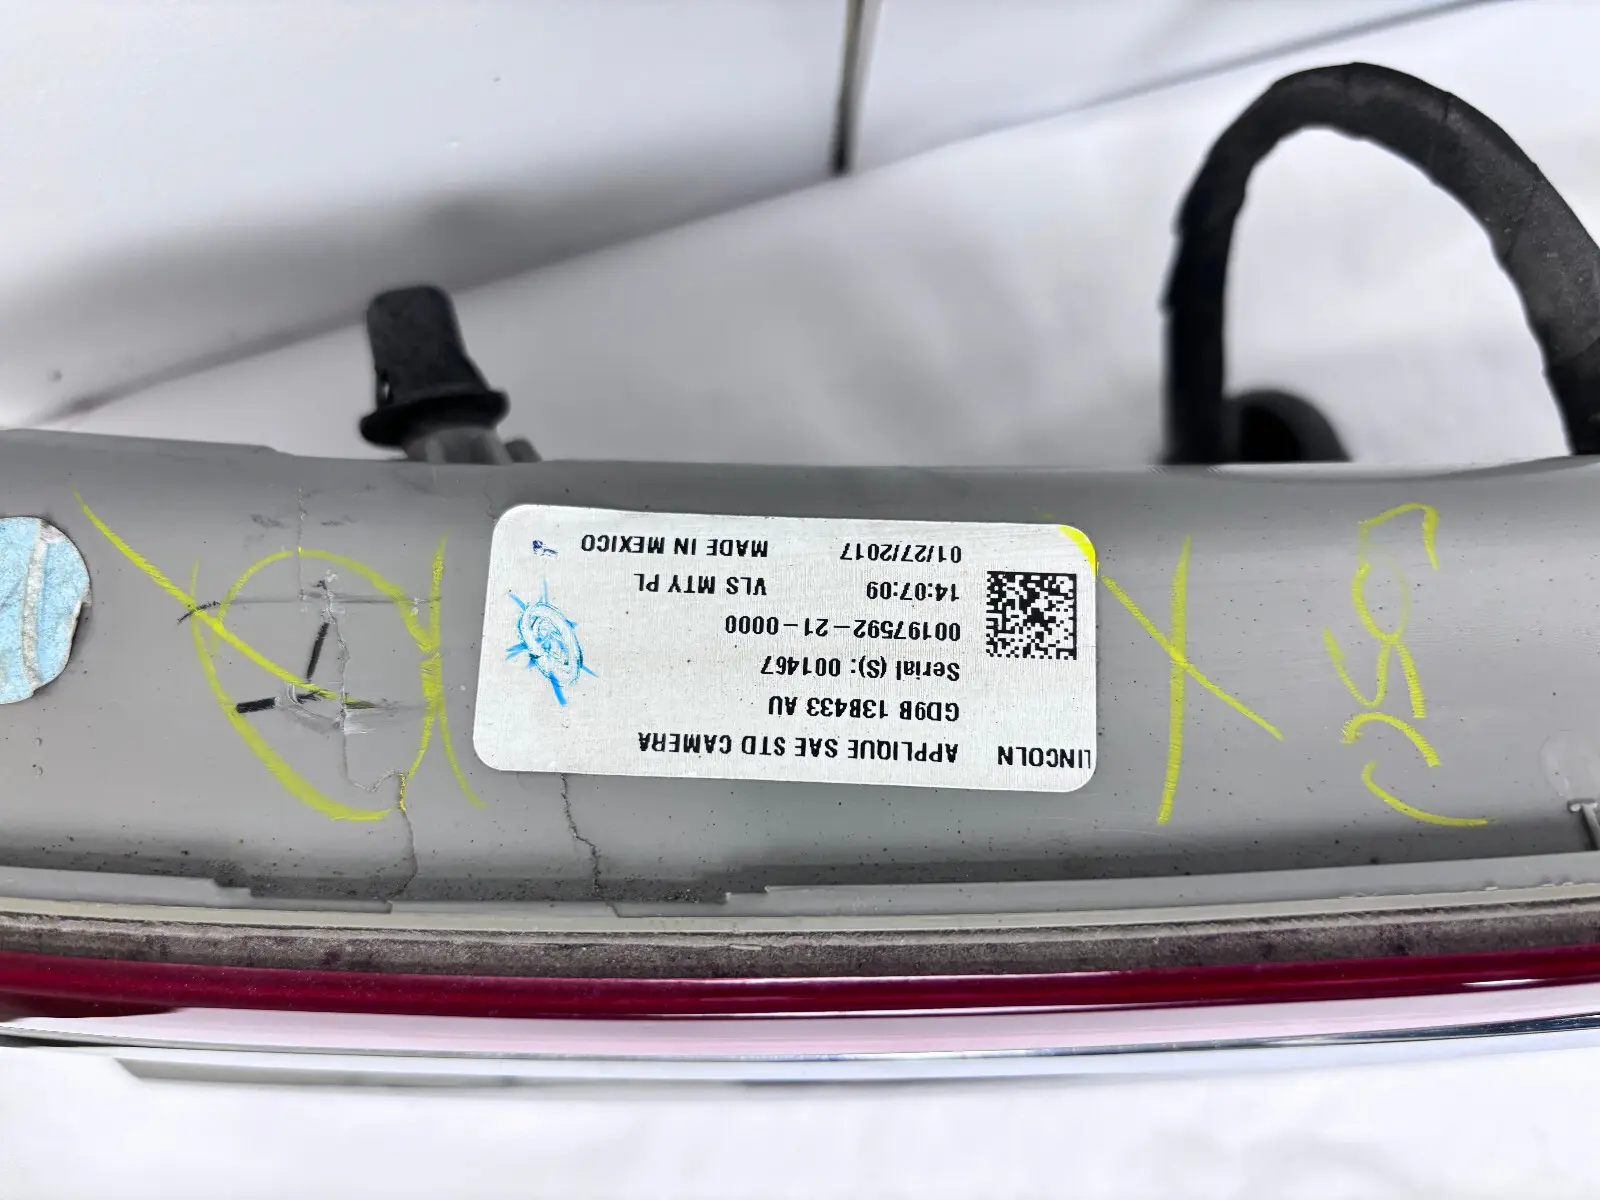 LINCOLN APPLIQUE SAE STD CAMERA
GD9B 13B433 AU
Serial (S): 001467
00197592-21-0000
14:07:09 VLS MTY PL
01/27/2017 MADE IN MEXICO